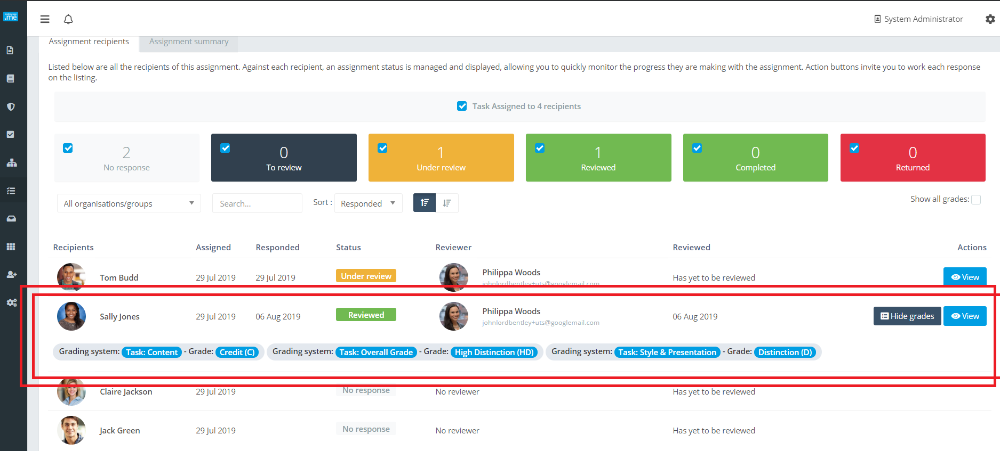 .me
System Administrator
Assignment recipients
Assignment summary
Listed below are all the recipients of this assignment. Against each recipient, an assignment status is managed and displayed, allowing you to quickly monitor the progress they are making with the assignment. Action buttons invite you to work each response
on the listing.
Task Assigned to 4 recipients
2
No response
0
To review
1
Under review
1
Reviewed
0
Completed
0
Returned
All organisations/groups
Search...
Sort :
Responded
Show all grades:
Recipients Assigned Responded Status Reviewer Reviewed Actions
Tom Budd 29 Jul 2019 29 Jul 2019 Under review Philippa Woods Has yet to be reviewed View
johnlordbentley+uts@googlemail.com
Sally Jones 29 Jul 2019 06 Aug 2019 Reviewed Philippa Woods 06 Aug 2019 Hide grades View
johnlordbentley+uts@googlemail.com
Grading system: Task: Content - Grade: Credit (C) Grading system: Task: Overall Grade - Grade: High Distinction (HD) Grading system: Task: Style & Presentation - Grade: Distinction (D)
Claire Jackson 29 Jul 2019 No response No reviewer Has yet to be reviewed
Jack Green 29 Jul 2019 No response No reviewer Has yet to be reviewed